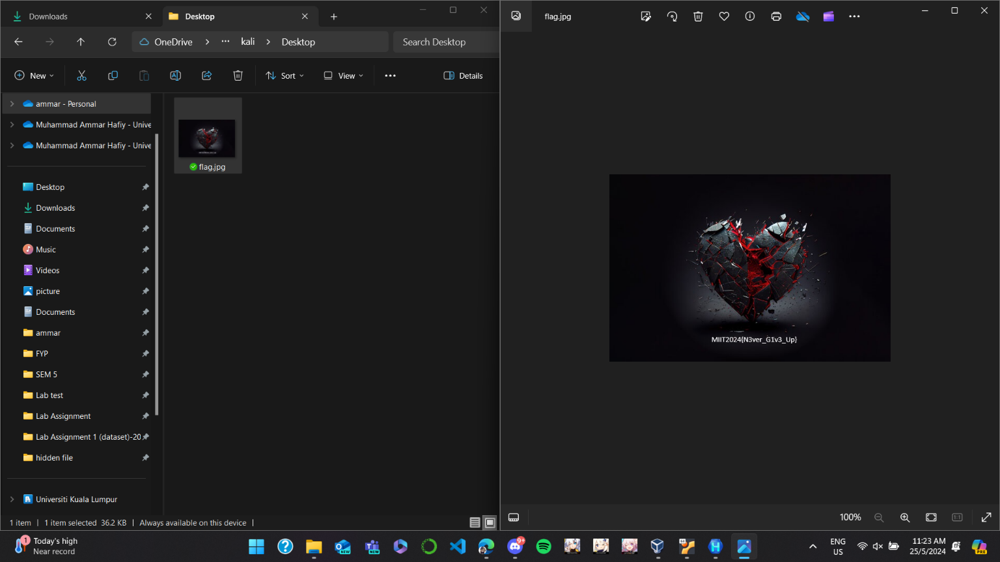 Downloads
Desktop
OneDrive
kali
Desktop
Search Desktop
New
Sort
View
Details
ammar - Personal
Muhammad Ammar Hafiy - Unive
Muhammad Ammar Hafiy - Unive
Desktop
Downloads
Documents
Music
Videos
picture
Documents
ammar
FYP
SEM 5
Lab test
Lab Assignment
Lab Assignment 1 (dataset)-20
hidden file
Universiti Kuala Lumpur
flag.jpg
1 item | 1 item selected 36.2 KB | Always available on this device |
flag.jpg
MIIT2024{N3ver_G1v3_Up}
100%
1
Today's high
Near record
NEW
NEW
9+
ENG
US
11:23 AM
25/5/2024
PRE